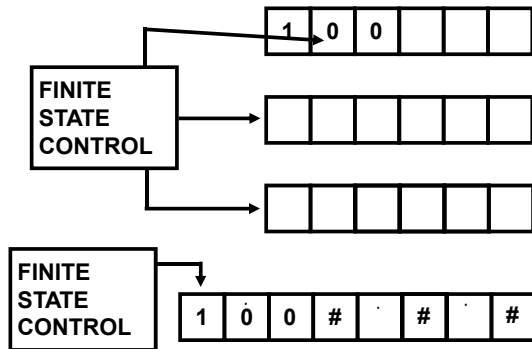 1 0 0
FINITE
STATE
CONTROL
FINITE
STATE
CONTROL
1 0 0 # . # . #